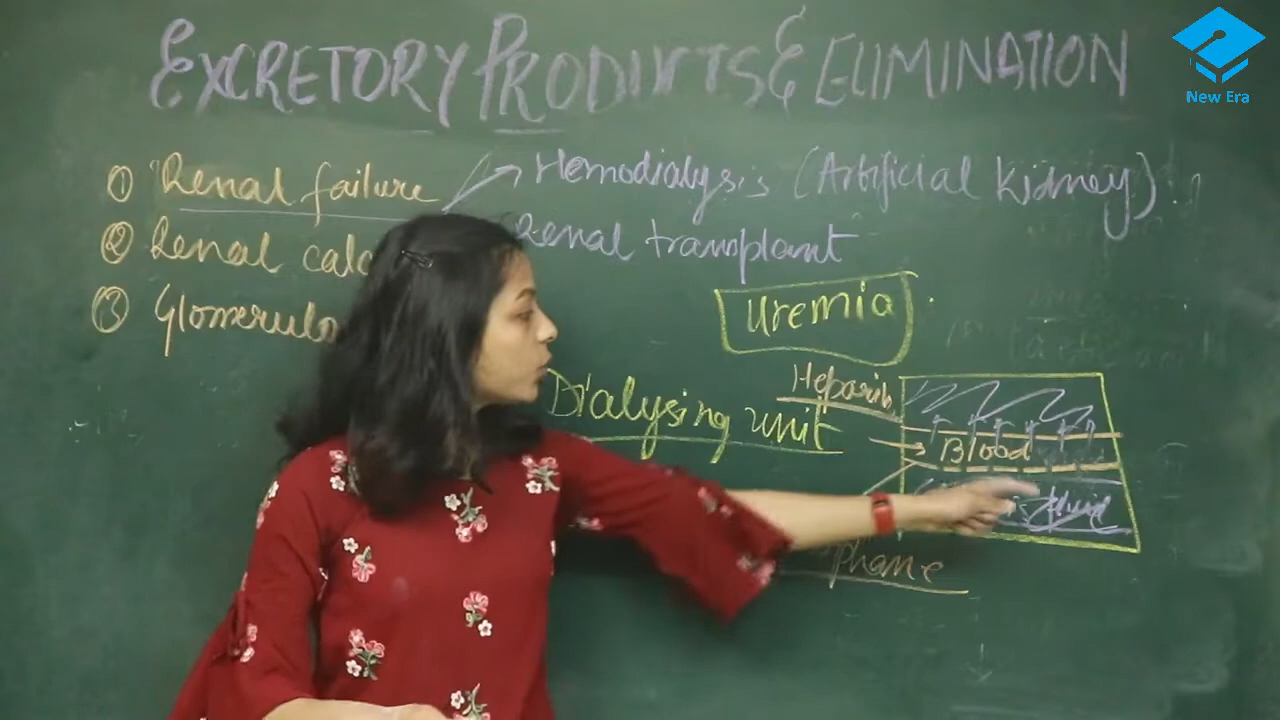 EXCRETORY PRODUCTS & ELIMINATION
New Era
① Renal failure → Hemodialysis (Artificial kidney)
② Renal calc
Renal transplant
③ Glomerulo
Uremia
Heparin
Dialysing unit
Blood
fluid
phane